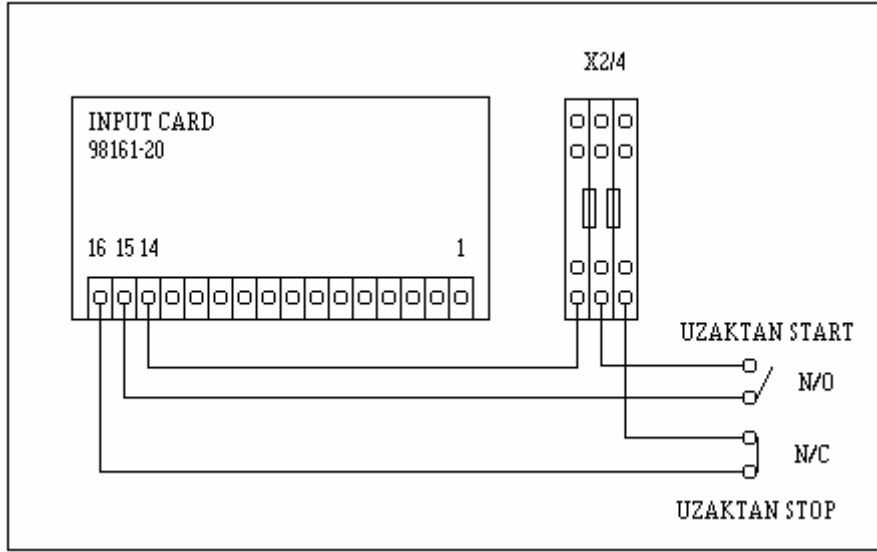 X2/4
INPUT CARD
98161-20
16 15 14 1
UZAKTAN START
N/O
N/C
UZAKTAN STOP